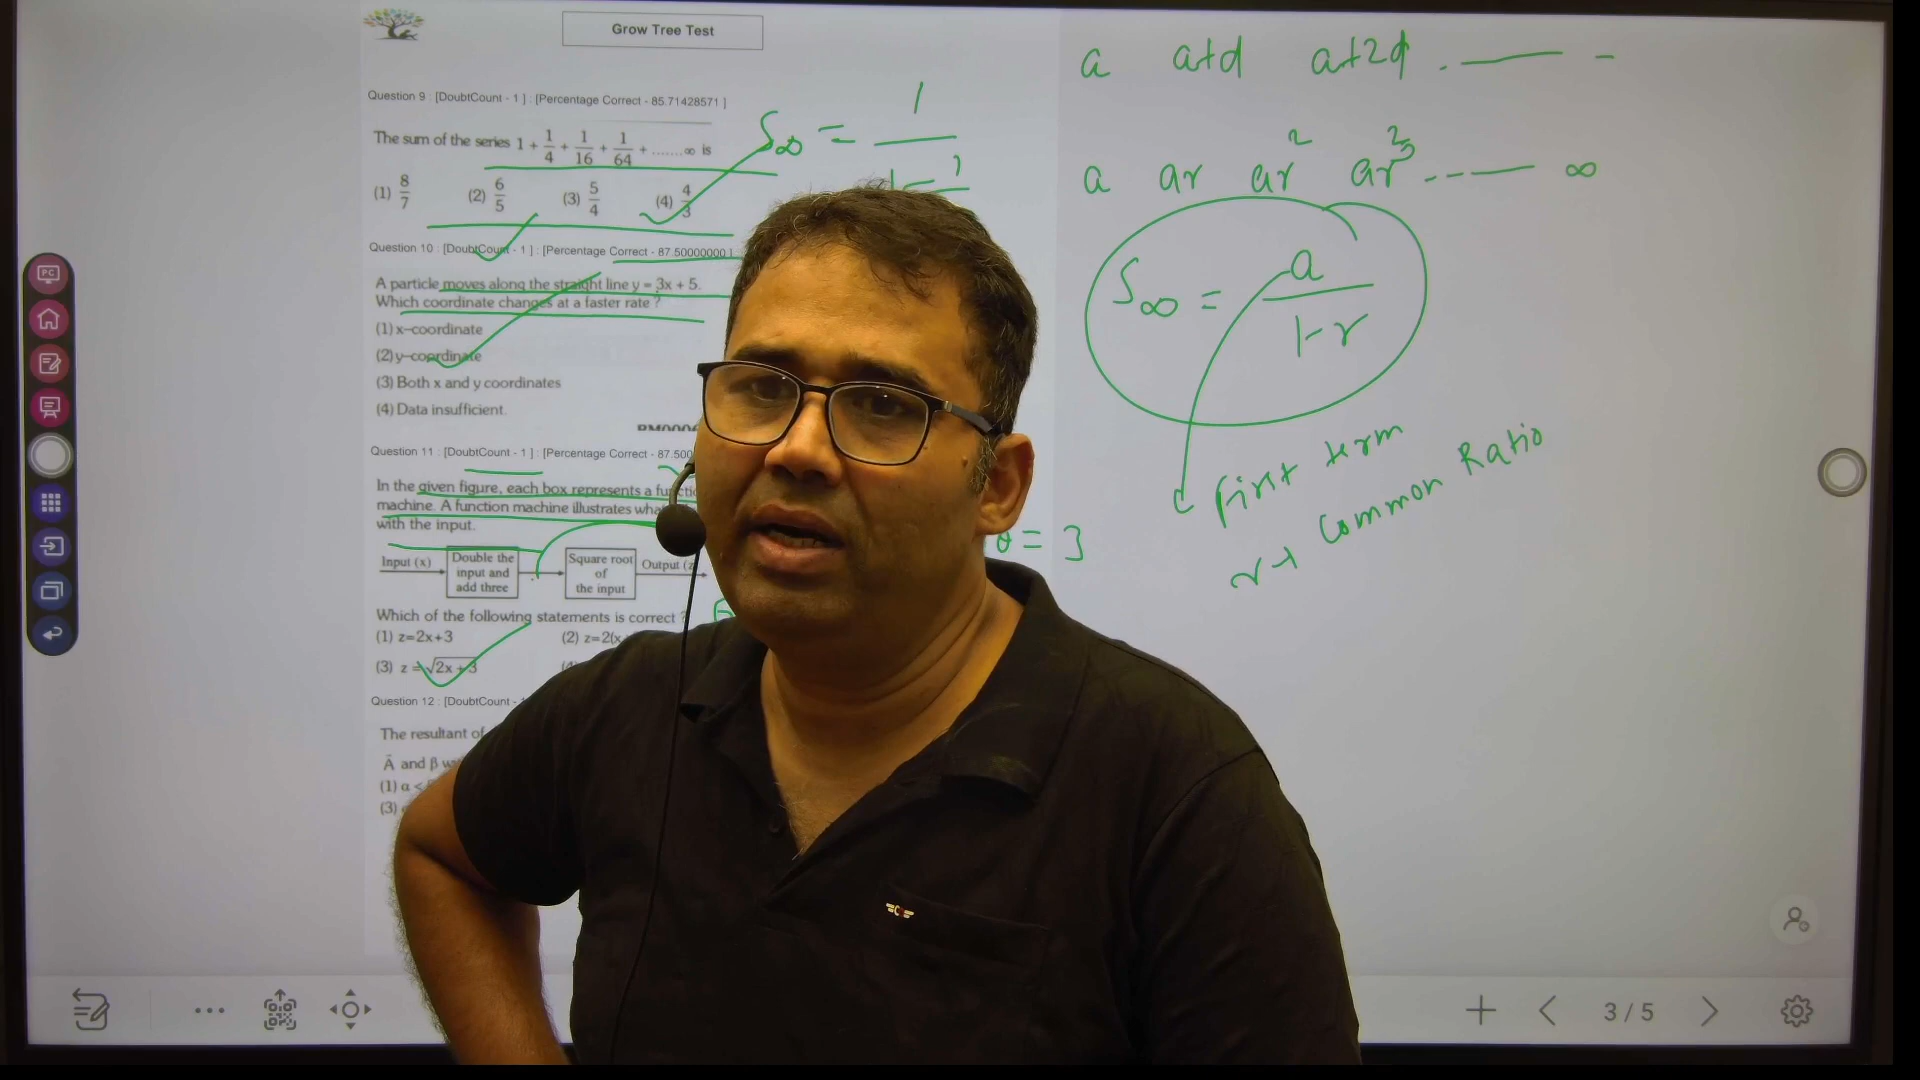 Grow Tree Test
Question 9 : [DoubtCount - 1 ] : [Percentage Correct - 85.71428571 ]
The sum of the series 1 + 1/4 + 1/16 + 1/64 + .......∞ is
(1) 8/7 (2) 6/5 (3) 5/4 (4) 4/3
Question 10 : [DoubtCount - 1 ] : [Percentage Correct - 87.50000000 ]
A particle moves along the straight line y = 3x + 5.
Which coordinate changes at a faster rate ?
(1) x–coordinate
(2) y–coordinate
(3) Both x and y coordinates
(4) Data insufficient.
Question 11 : [DoubtCount - 1 ] : [Percentage Correct - 87.500
In the given figure, each box represents a
machine. A function machine illustrates
with the input.
Input (x)
Double the
input and
add three
Square root
of
the input
Output (z
Which of the following statements is correct ?
(1) z=2x+3 (2) z=2(x
(3) z = √2x + 3
Question 12 : [DoubtCount -
The resultant of
Ā and β
(1) α <
(3)
S∞ = 1
a a+d a+2d . —— –
a ar ar² ar³ - - - —— ∞
S∞ = a/1-r
First term
r → Common Ratio
θ = 3
PC
3 / 5